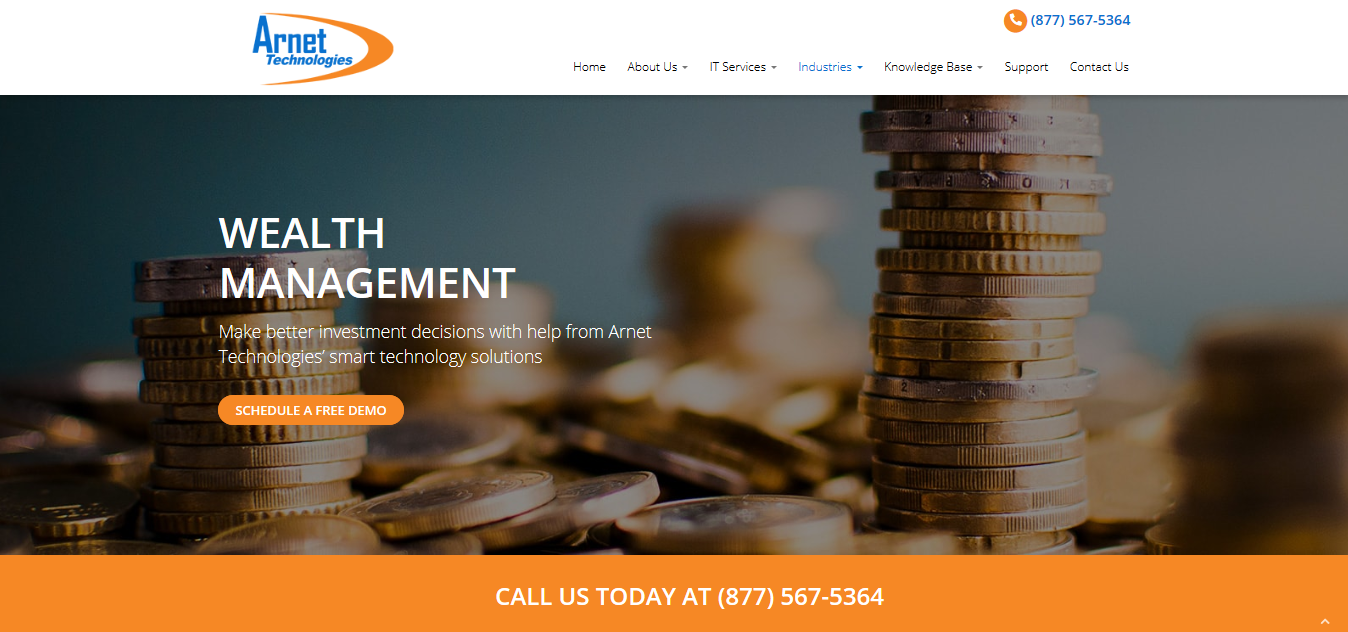 Arnet
Technologies
(877) 567-5364
Home About Us IT Services Industries Knowledge Base Support Contact Us
WEALTH
MANAGEMENT
Make better investment decisions with help from Arnet
Technologies’ smart technology solutions
SCHEDULE A FREE DEMO
CALL US TODAY AT (877) 567-5364